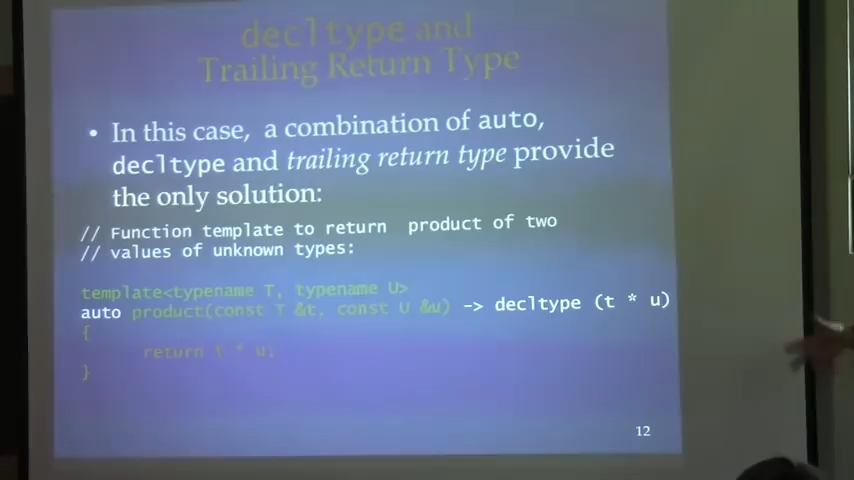 decltype and
Trailing Return Type
• In this case, a combination of auto,
decltype and trailing return type provide
the only solution:
// Function template to return product of two
// values of unknown types:
template<typename T, typename U>
auto product(const T &t, const U &u) -> decltype (t * u)
{
return t * u;
}
12